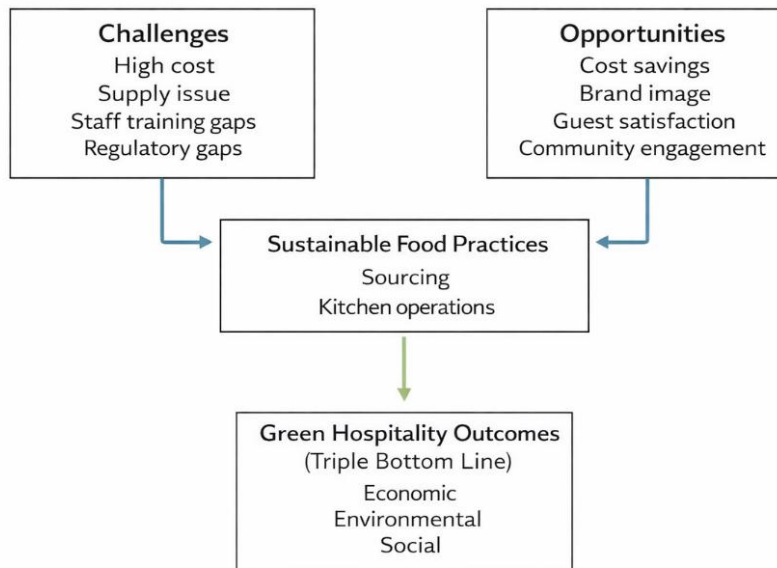 Challenges
High cost
Supply issue
Staff training gaps
Regulatory gaps
Opportunities
Cost savings
Brand image
Guest satisfaction
Community engagement
Sustainable Food Practices
Sourcing
Kitchen operations
Green Hospitality Outcomes
(Triple Bottom Line)
Economic
Environmental
Social